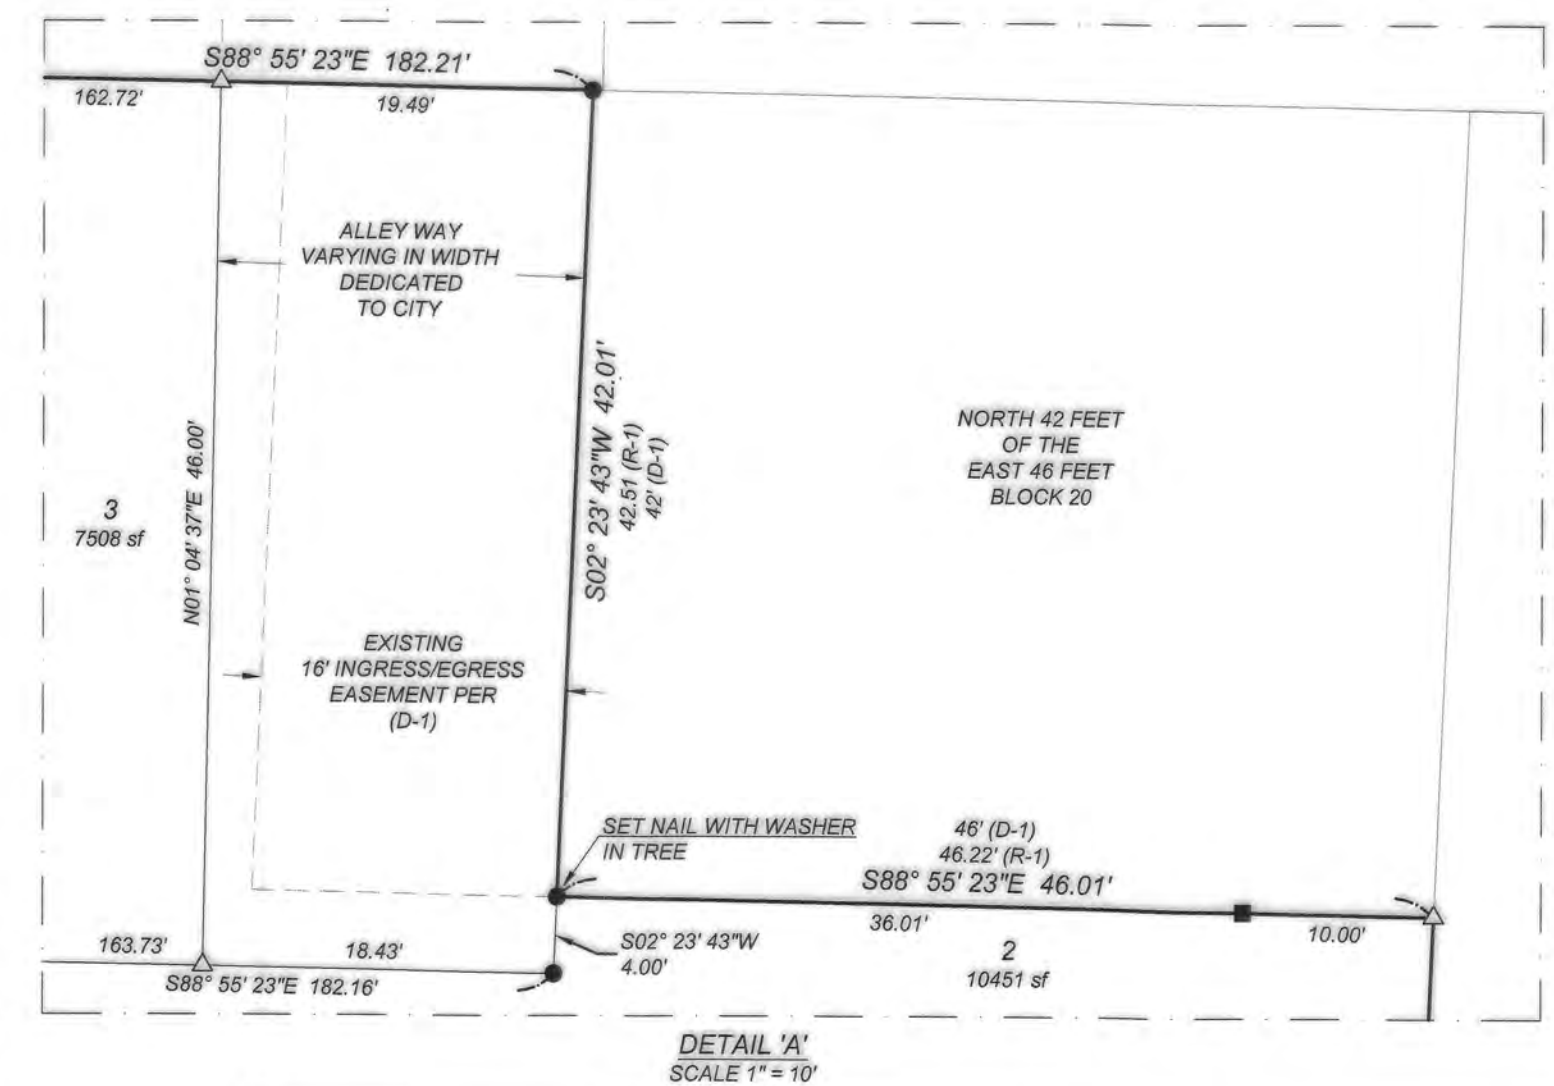 S88° 55' 23"E 182.21'
162.72'
19.49'
ALLEY WAY
VARYING IN WIDTH
DEDICATED
TO CITY
S02° 23' 43"W 42.01'
42.51 (R-1)
42' (D-1)
NORTH 42 FEET
OF THE
EAST 46 FEET
BLOCK 20
N01° 04' 37"E 46.00'
3
7508 sf
EXISTING
16' INGRESS/EGRESS
EASEMENT PER
(D-1)
SET NAIL WITH WASHER
IN TREE
46' (D-1)
46.22' (R-1)
S88° 55' 23"E 46.01'
36.01'
10.00'
2
10451 sf
163.73'
18.43'
S02° 23' 43"W
4.00'
S88° 55' 23"E 182.16'
DETAIL 'A'
SCALE 1" = 10'